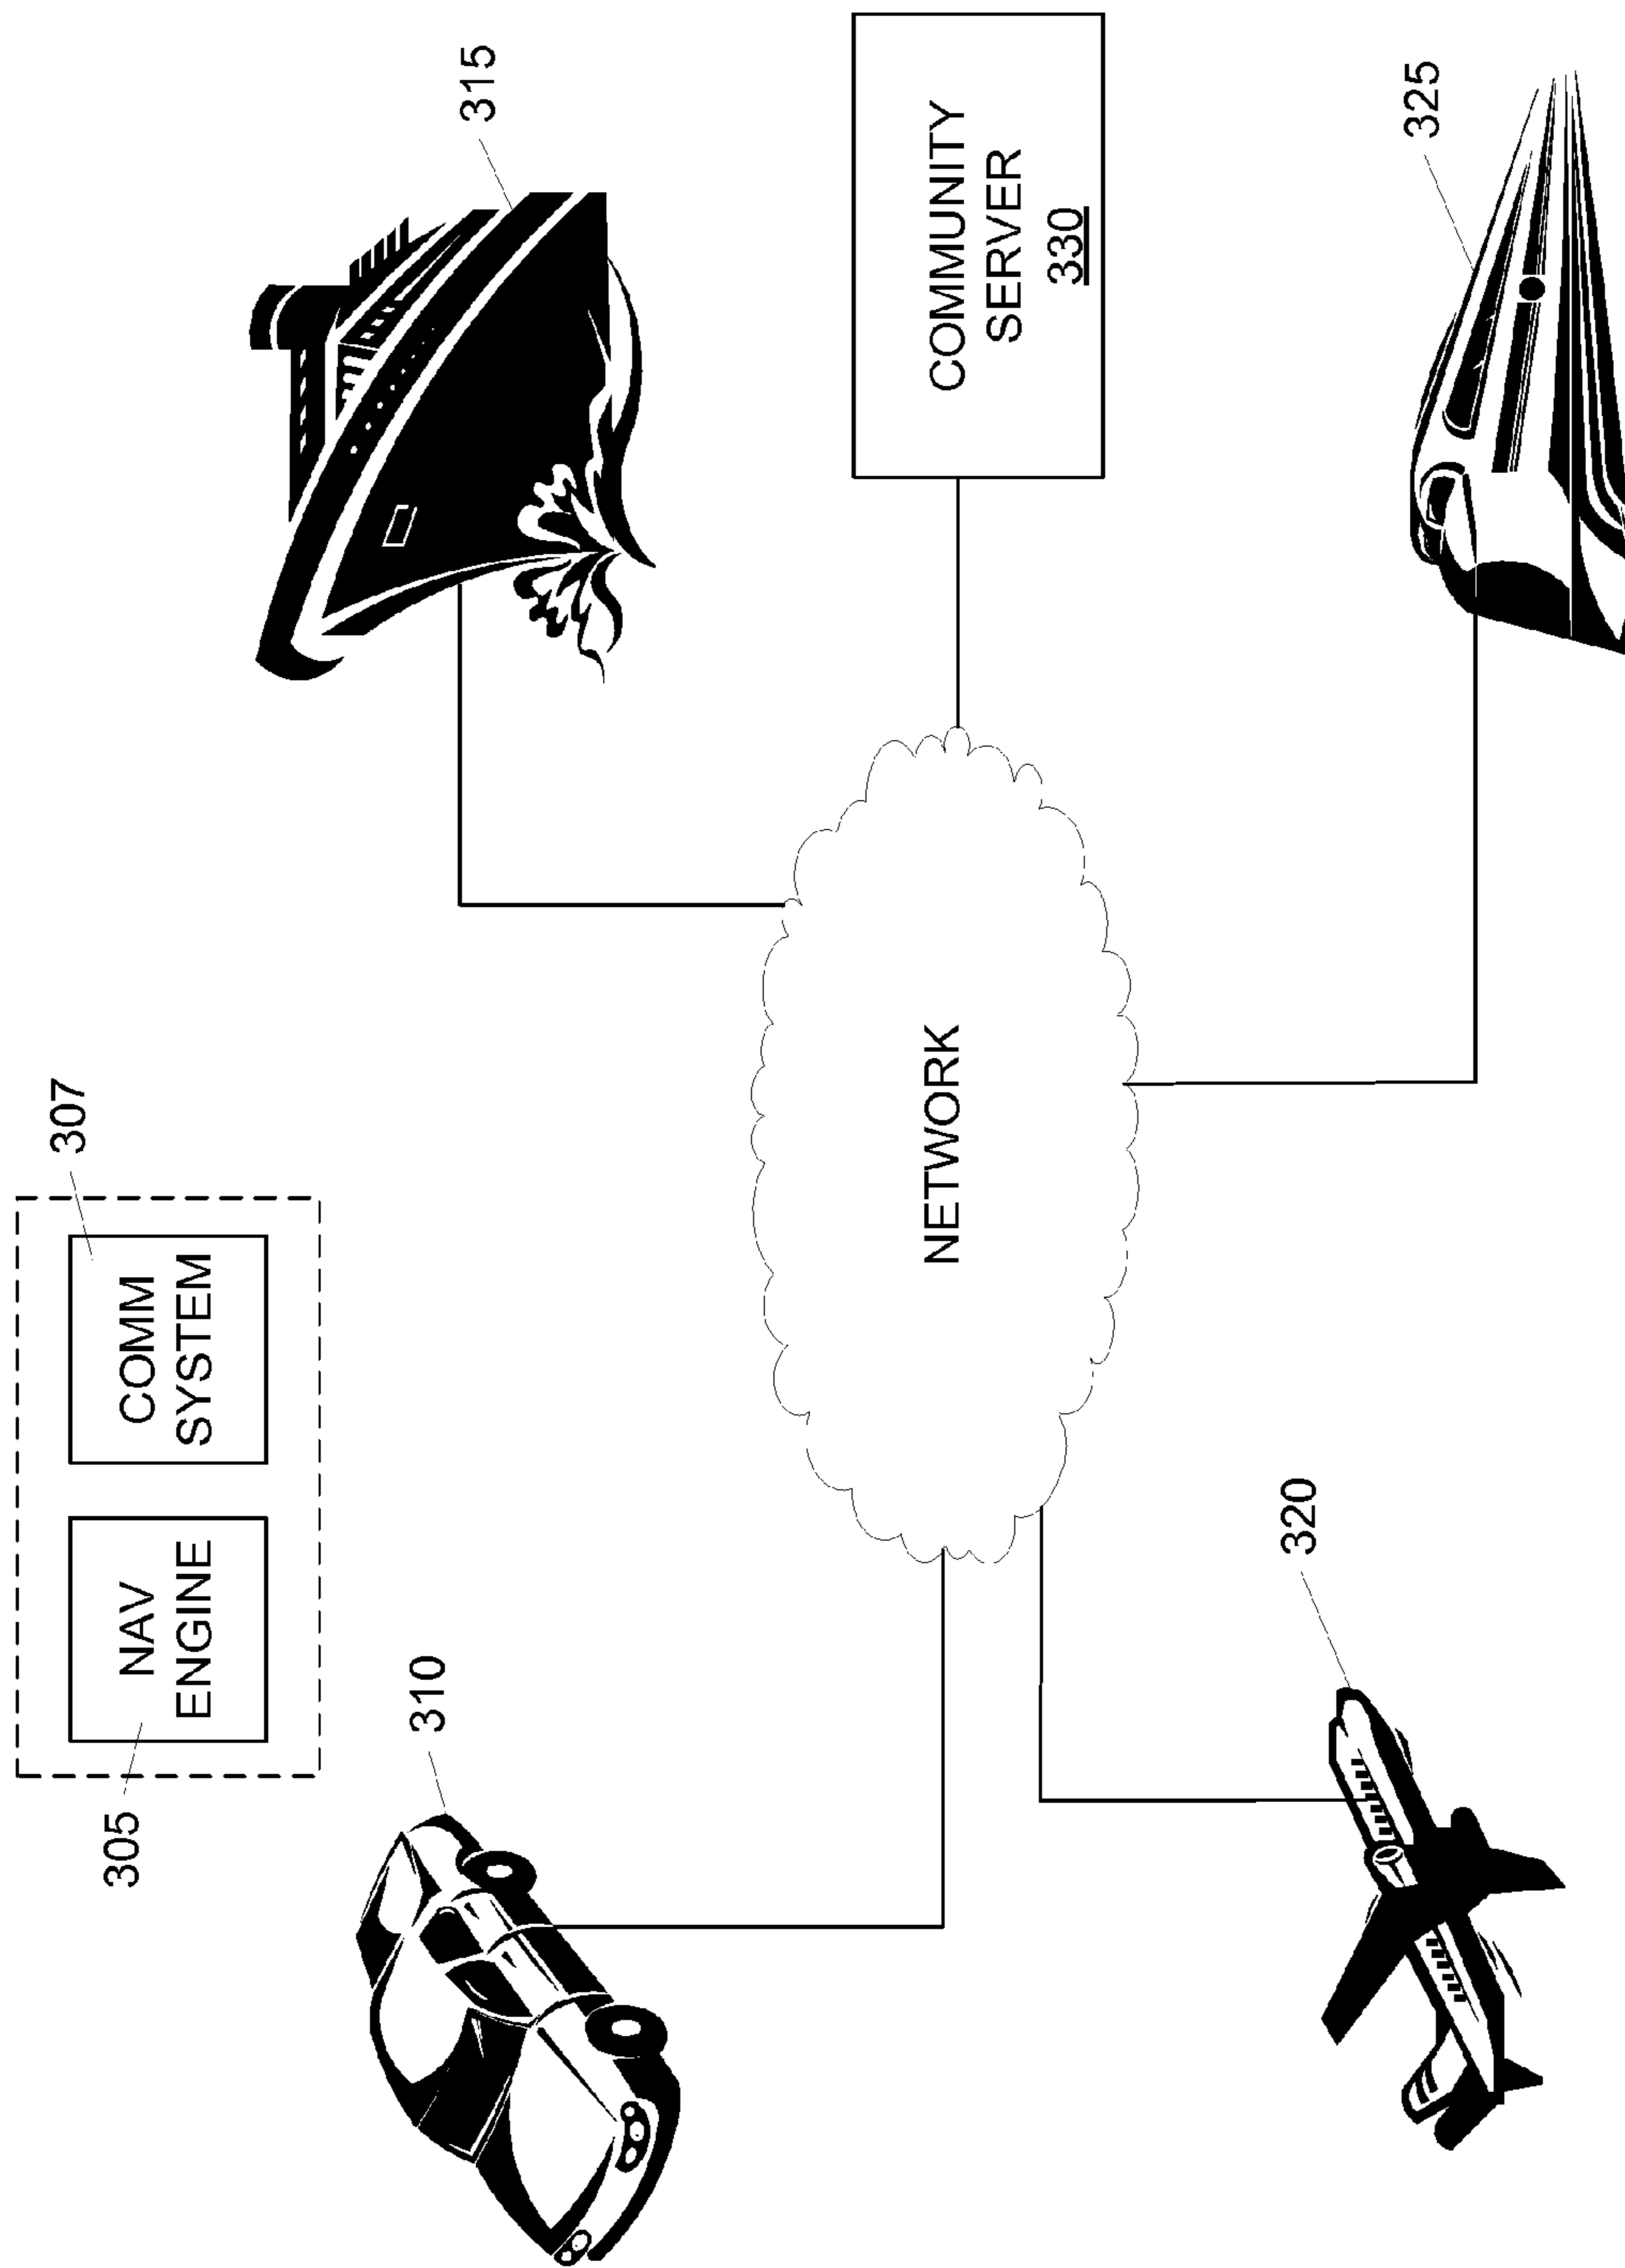 307
305
NAV
ENGINE
COMM
SYSTEM
310
315
NETWORK
COMMUNITY
SERVER
330
320
325